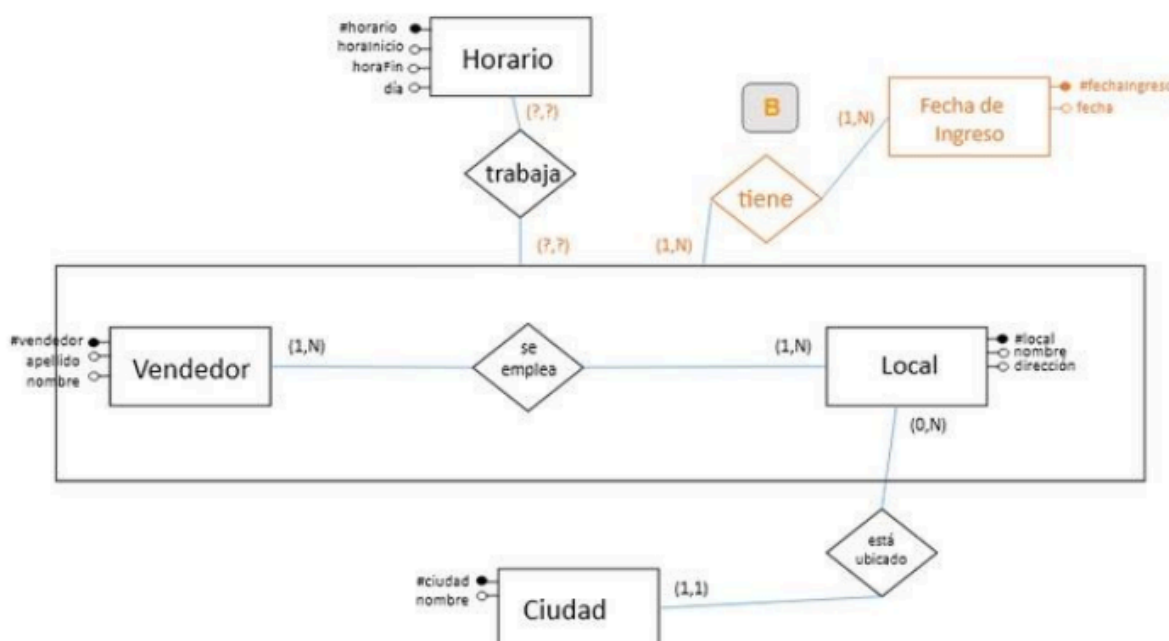 #horario
horaInicio
horaFin
día
Horario
(?,?)
trabaja
(?,?)
B
(1,N)
Fecha de
Ingreso
#fechaIngreso
fecha
tiene
(1,N)
#vendedor
apellido
nombre
Vendedor
(1,N)
se
emplea
(1,N)
Local
#local
nombre
dirección
(0,N)
está
ubicado
#ciudad
nombre
Ciudad
(1,1)